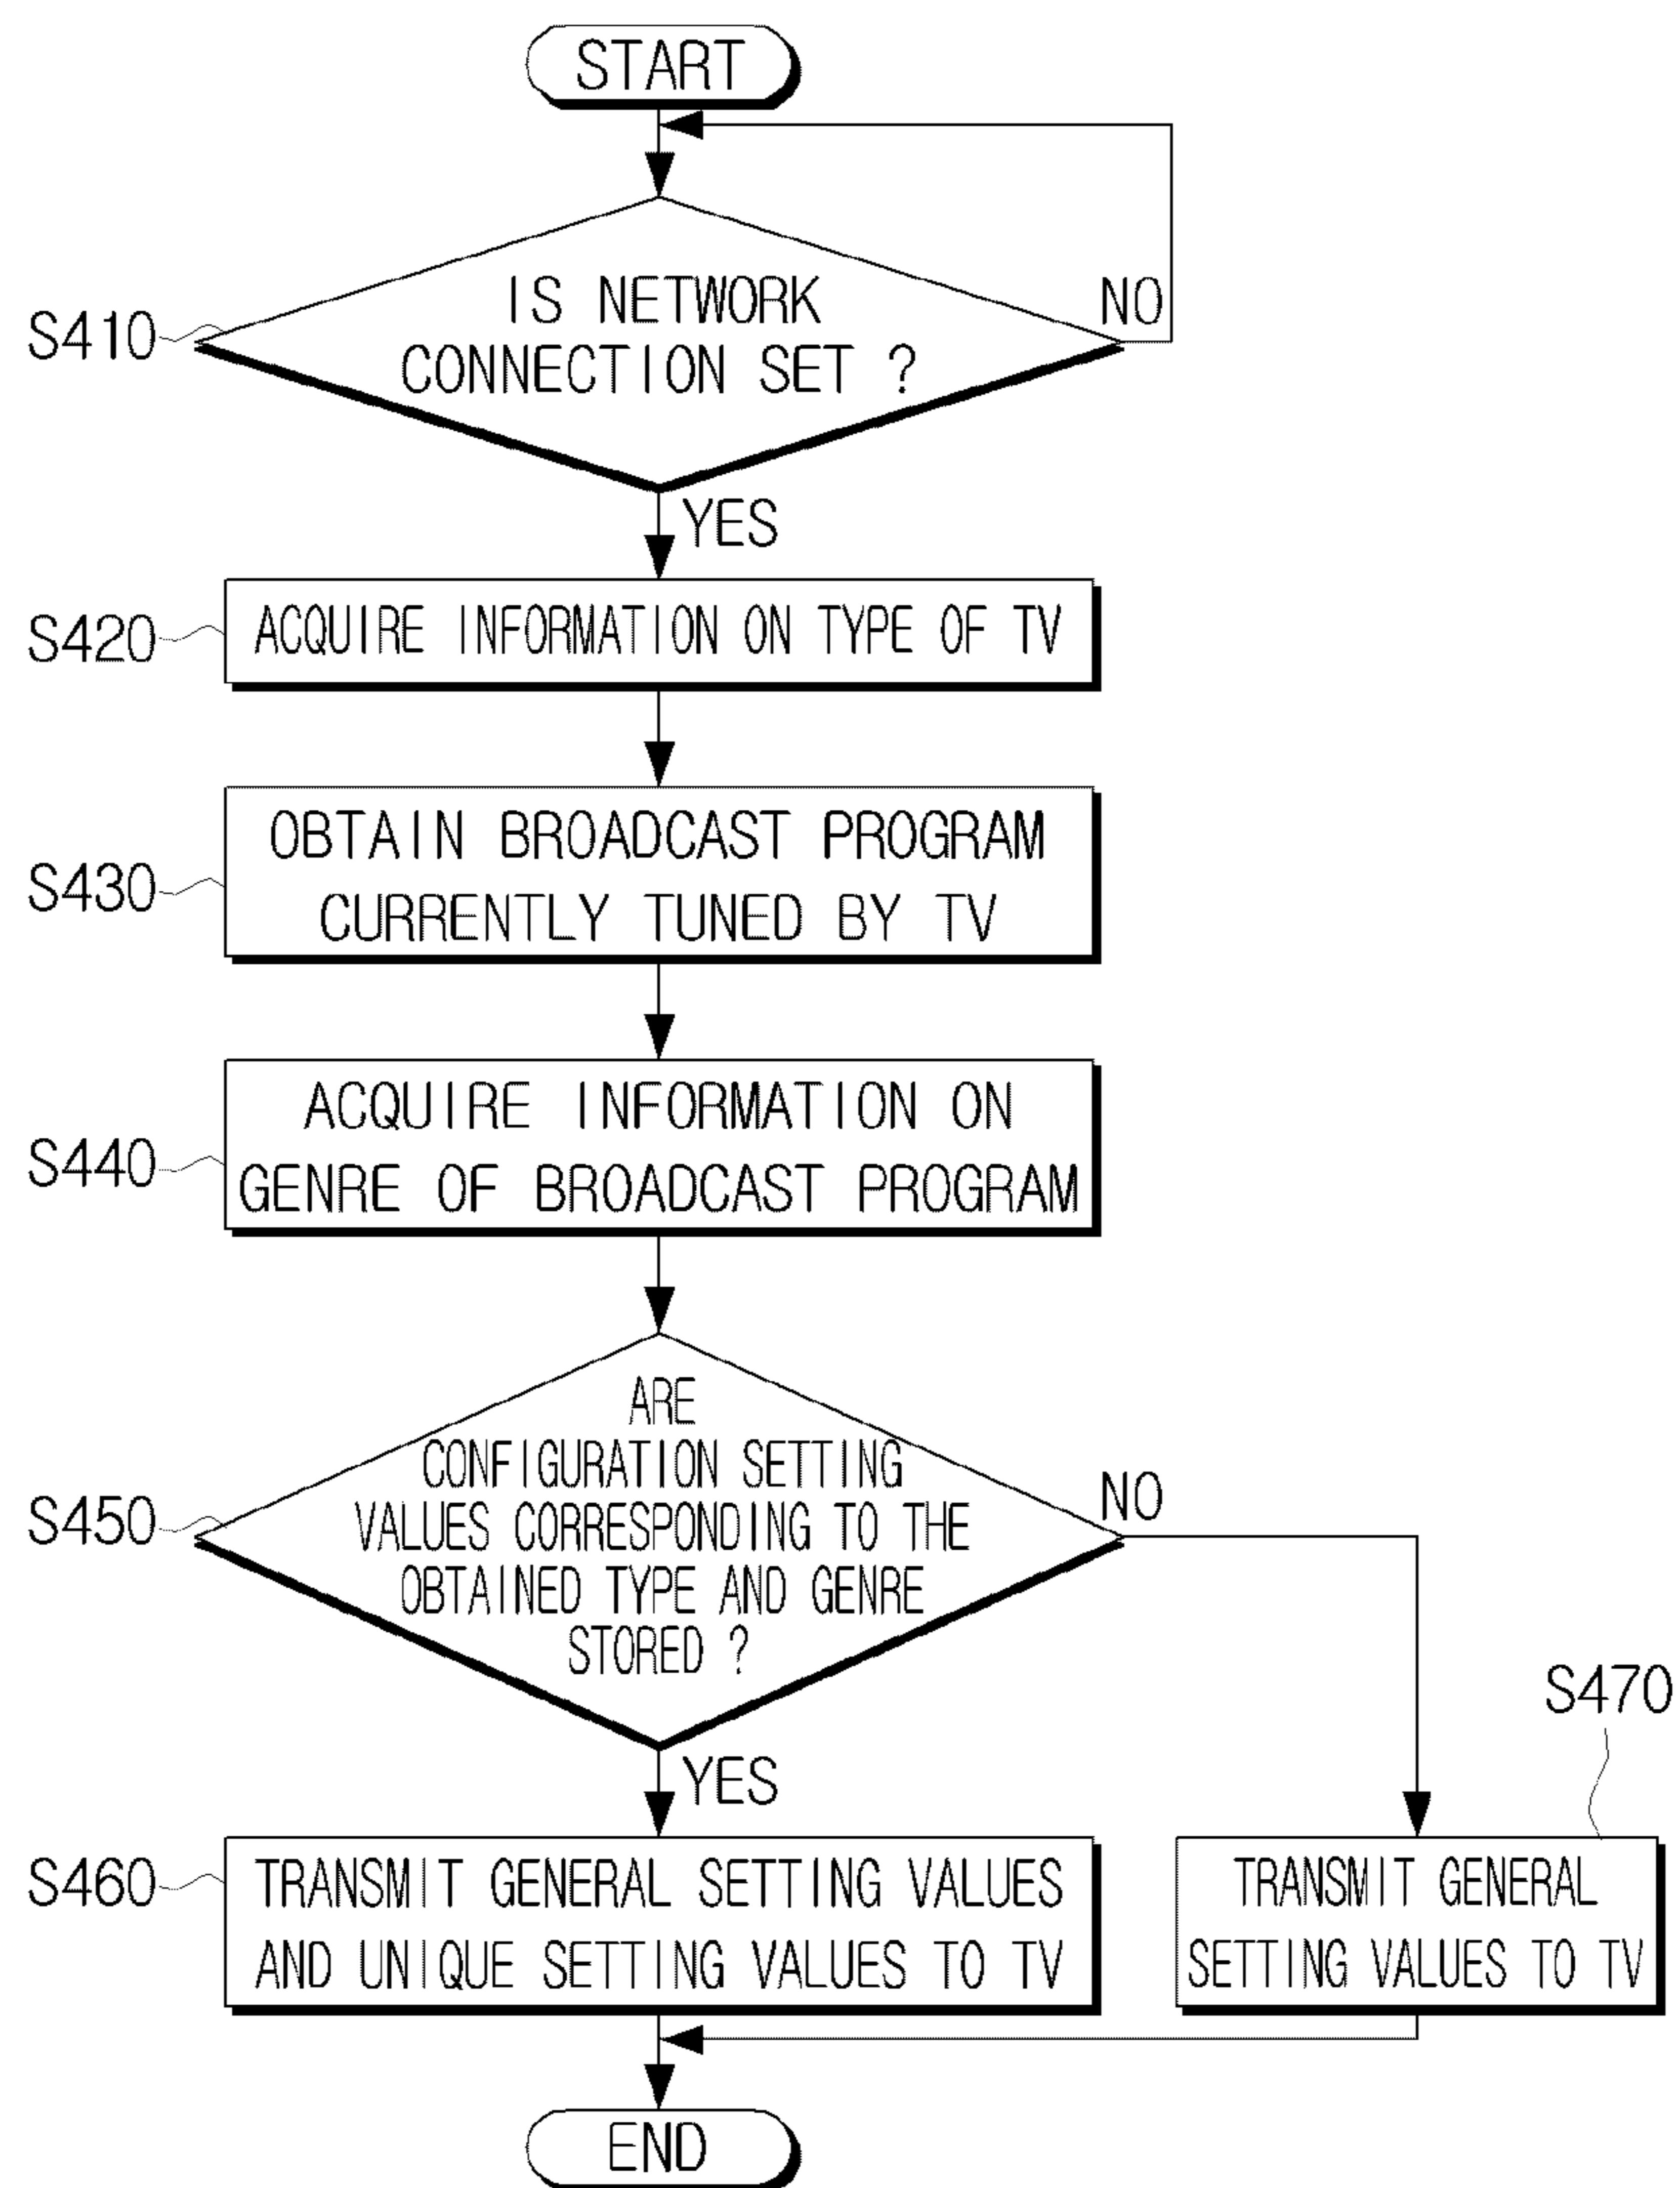 START
IS NETWORK
CONNECTION SET ?
NO
S410
YES
S420
ACQUIRE INFORMATION ON TYPE OF TV
S430
OBTAIN BROADCAST PROGRAM
CURRENTLY TUNED BY TV
S440
ACQUIRE INFORMATION ON
GENRE OF BROADCAST PROGRAM
S450
ARE
CONFIGURATION SETTING
VALUES CORRESPONDING TO THE
OBTAINED TYPE AND GENRE
STORED ?
NO
YES
S460
TRANSMIT GENERAL SETTING VALUES
AND UNIQUE SETTING VALUES TO TV
S470
TRANSMIT GENERAL
SETTING VALUES TO TV
END